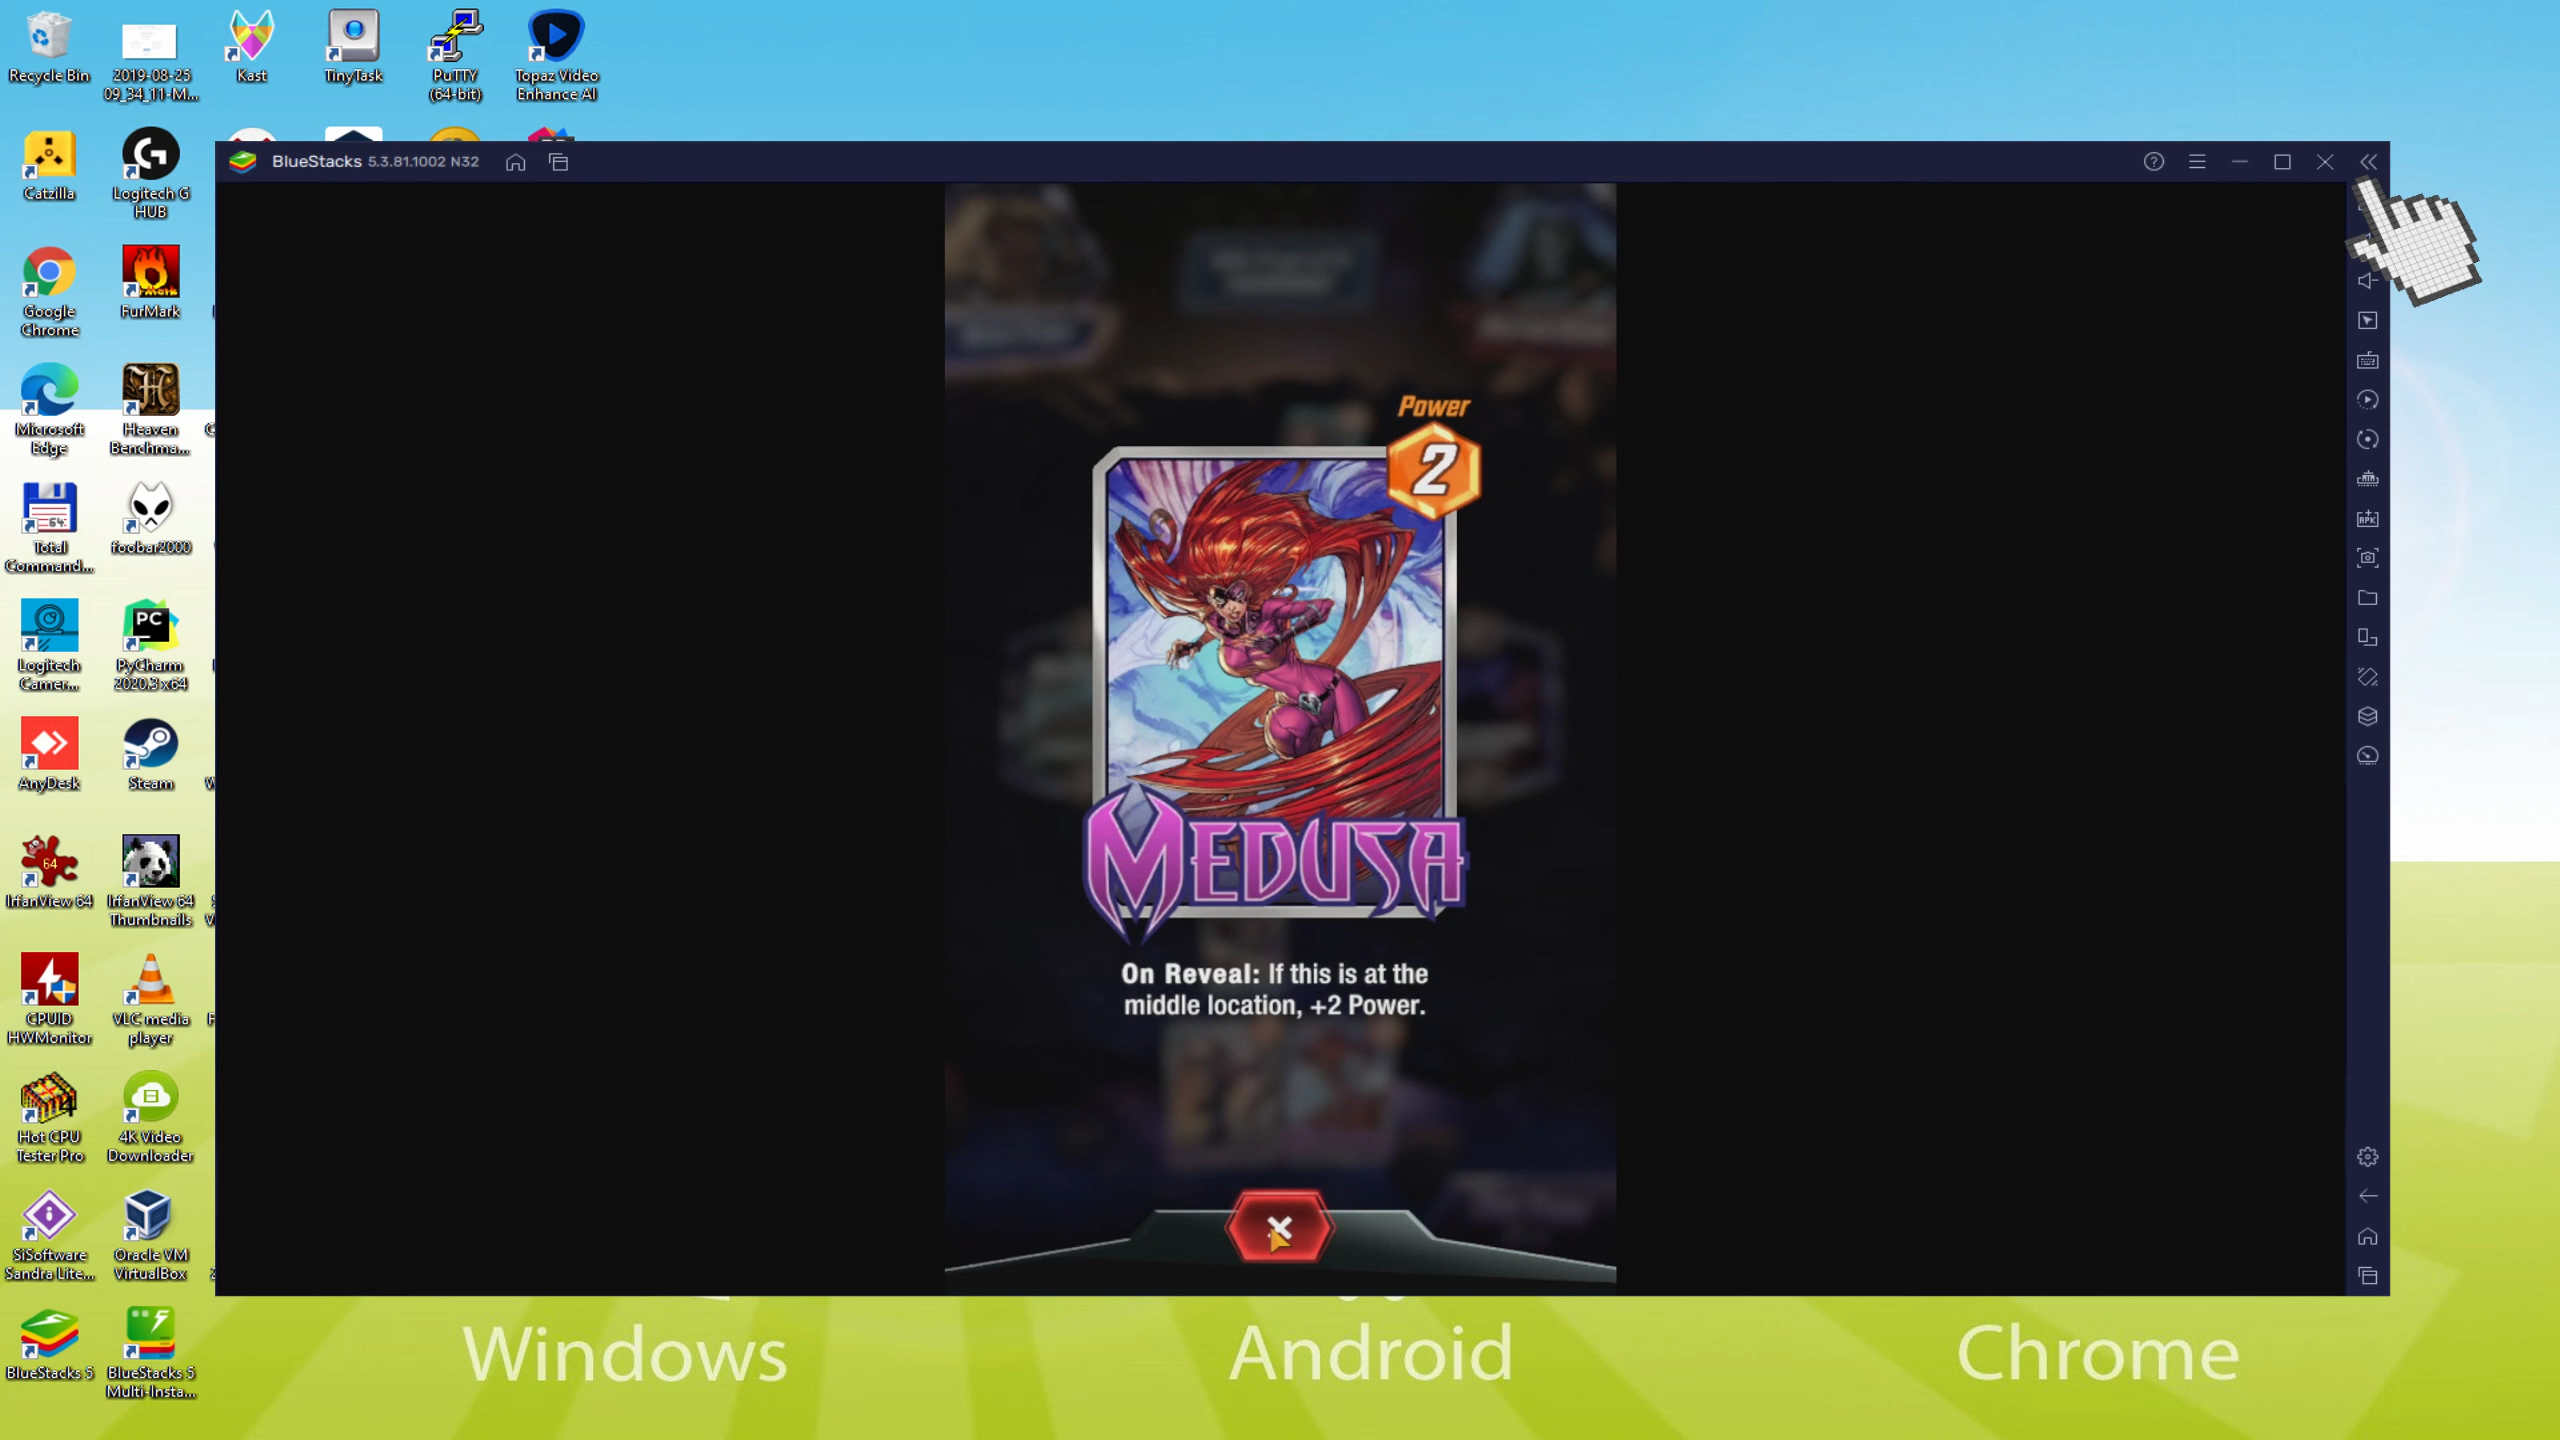 Recycle Bin
2019-08-25
09_34_11-M...
Kast
TinyTask
PuTTY
(64-bit)
Topaz Video
Enhance AI
Catzilla
Logitech G
HUB
BlueStacks 5.3.81.1002 N32
Google
Chrome
FurMark
Microsoft
Edge
Heaven
Benchma...
Total
Command...
foobar2000
Logitech
Camer...
PyCharm
2020.3 x64
AnyDesk
Steam
IrfanView 64
IrfanView 64
Thumbnails
CPUID
HWMonitor
VLC media
player
Hot CPU
Tester Pro
4K Video
Downloader
SiSoftware
Sandra Lite...
Oracle VM
VirtualBox
BlueStacks 5
BlueStacks 5
Multi-Insta...
Power
2
MEDUSA
On Reveal: If this is at the
middle location, +2 Power.
Windows
Android
Chrome